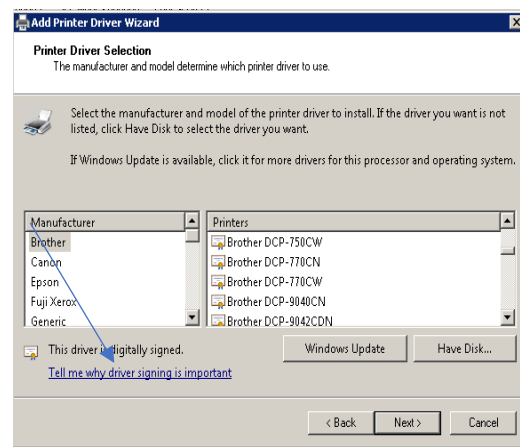 Add Printer Driver Wizard
Printer Driver Selection
The manufacturer and model determine which printer driver to use.
Select the manufacturer and model of the printer driver to install. If the driver you want is not
listed, click Have Disk to select the driver you want.
If Windows Update is available, click it for more drivers for this processor and operating system.
Manufacturer
Brother
Canon
Epson
Fuji Xerox
Generic
Printers
Brother DCP-750CW
Brother DCP-770CN
Brother DCP-770CW
Brother DCP-9040CN
Brother DCP-9042CDN
This driver is digitally signed.
Tell me why driver signing is important
Windows Update
Have Disk...
< Back
Next >
Cancel